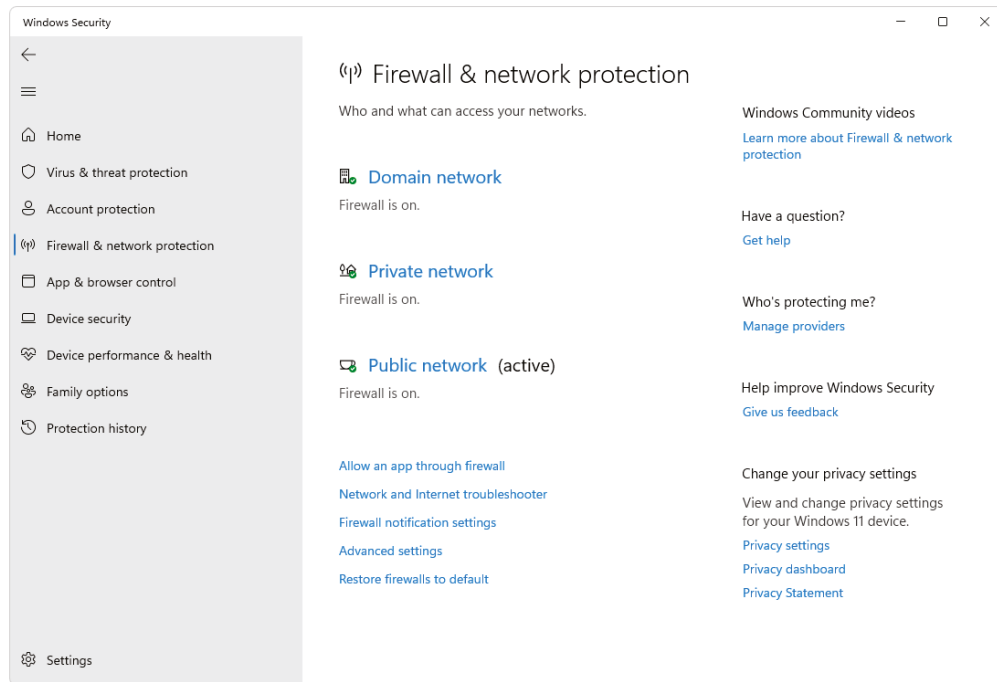 Windows Security
Home
Virus & threat protection
Account protection
Firewall & network protection
App & browser control
Device security
Device performance & health
Family options
Protection history
Settings
Firewall & network protection
Who and what can access your networks.
Domain network
Firewall is on.
Private network
Firewall is on.
Public network (active)
Firewall is on.
Allow an app through firewall
Network and Internet troubleshooter
Firewall notification settings
Advanced settings
Restore firewalls to default
Windows Community videos
Learn more about Firewall & network
protection
Have a question?
Get help
Who's protecting me?
Manage providers
Help improve Windows Security
Give us feedback
Change your privacy settings
View and change privacy settings
for your Windows 11 device.
Privacy settings
Privacy dashboard
Privacy Statement